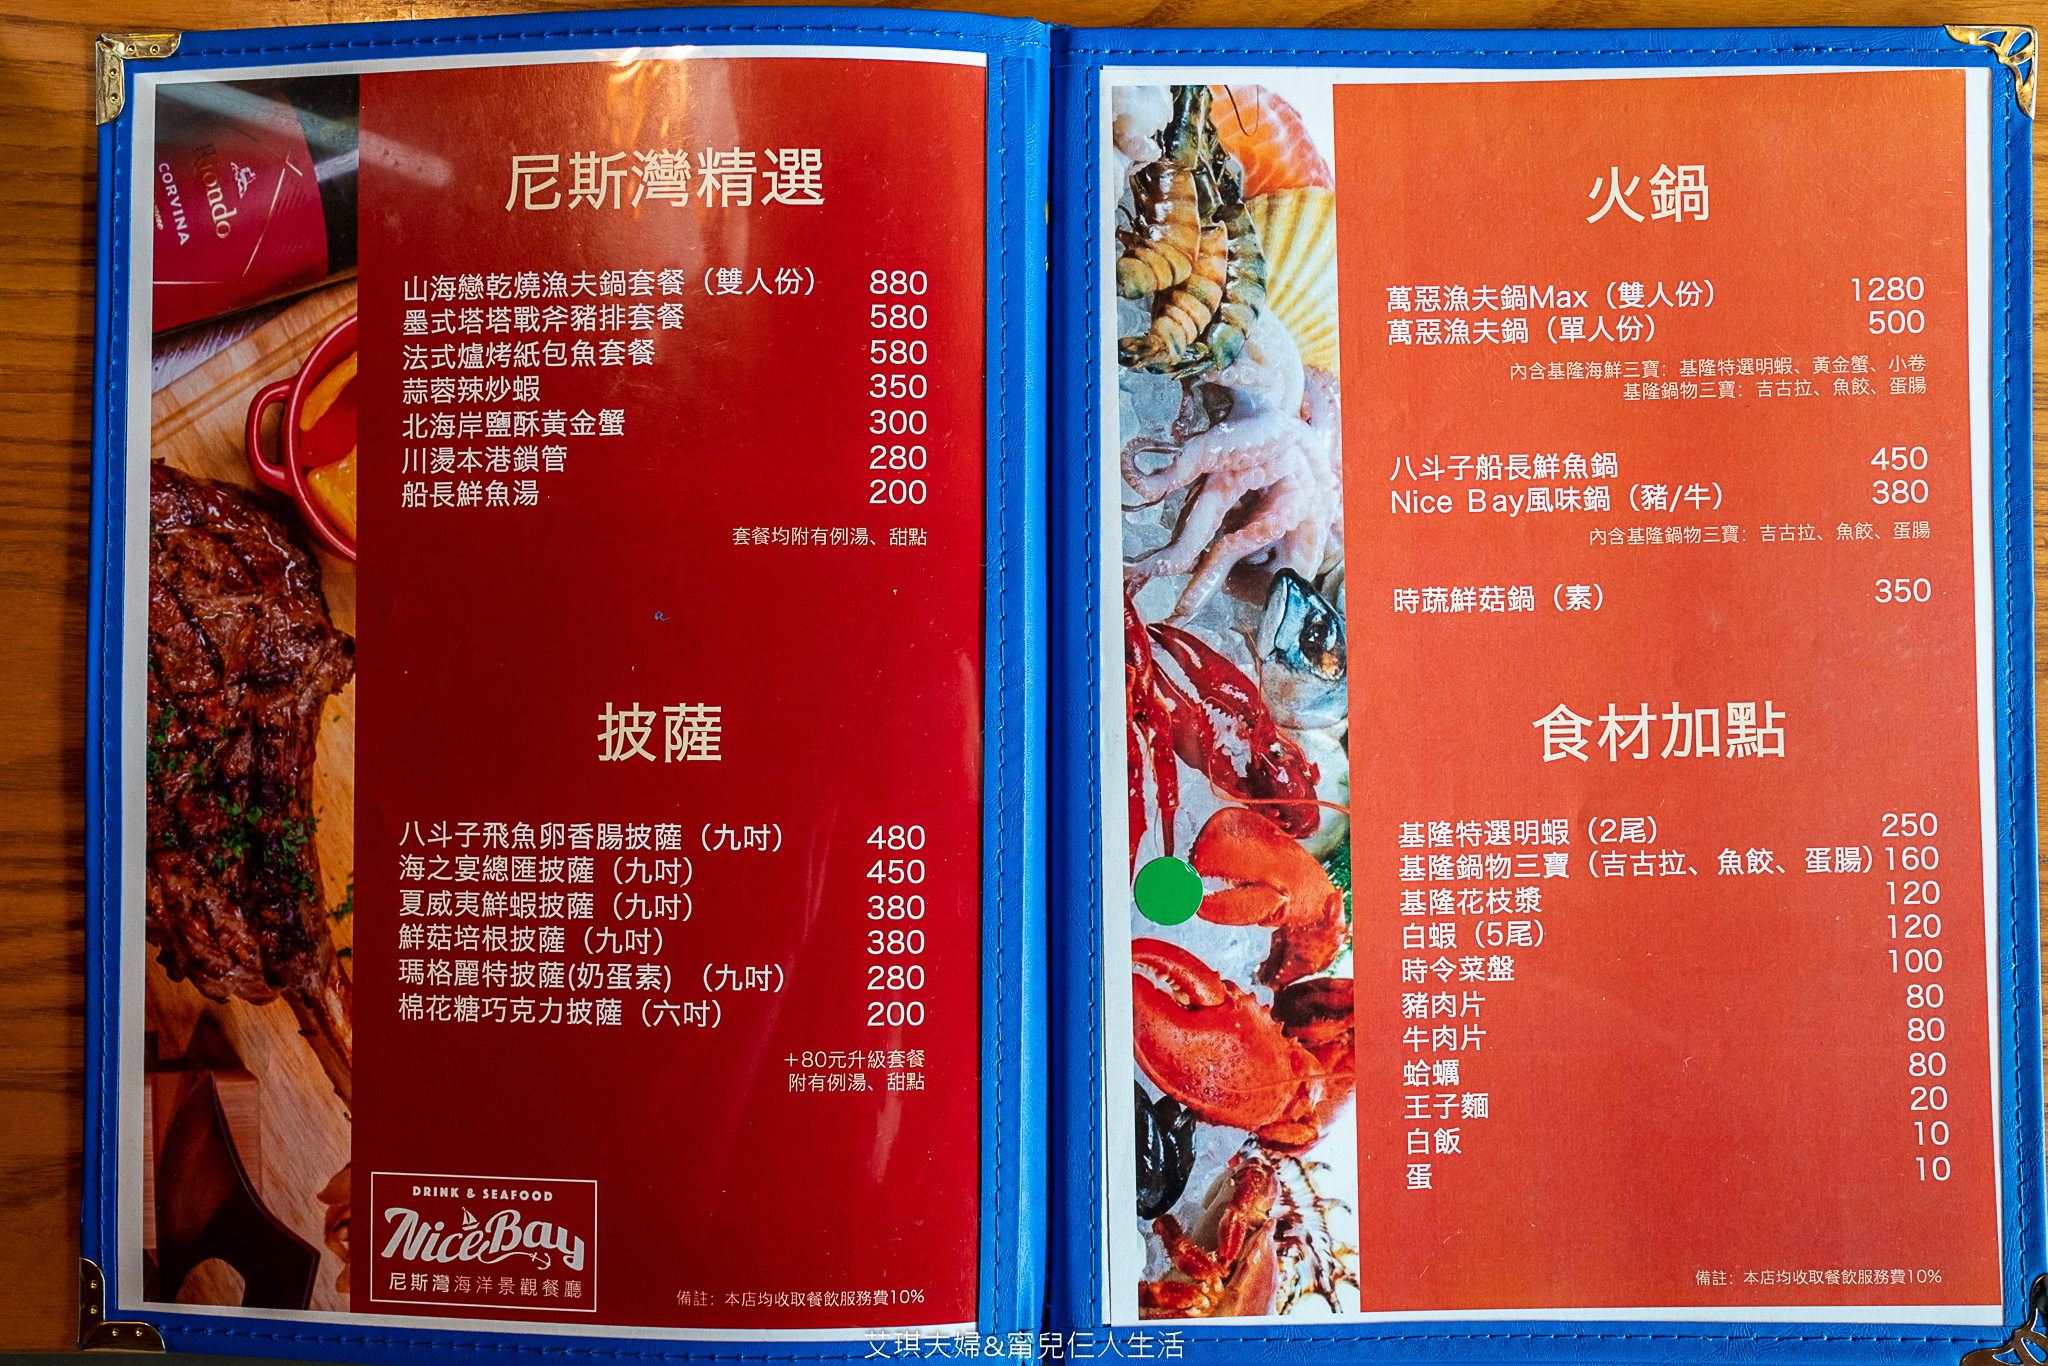 Riondo
CORVINA
尼斯灣精選
山海戀乾燒漁夫鍋套餐（雙人份） 880
墨式塔塔戰斧豬排套餐 580
法式爐烤紙包魚套餐 580
蒜蓉辣炒蝦 350
北海岸鹽酥黃金蟹 300
川燙本港鎖管 280
船長鮮魚湯 200
套餐均附有例湯、甜點
披薩
八斗子飛魚卵香腸披薩（九吋） 480
海之宴總匯披薩（九吋） 450
夏威夷鮮蝦披薩（九吋） 380
鮮菇培根披薩（九吋） 380
瑪格麗特披薩(奶蛋素) （九吋） 280
棉花糖巧克力披薩（六吋） 200
+80元升級套餐
附有例湯、甜點
DRINK & SEAFOOD
Nice Bay
尼斯灣海洋景觀餐廳
備註：本店均收取餐飲服務費10%
火鍋
萬惡漁夫鍋Max（雙人份） 1280
萬惡漁夫鍋（單人份） 500
內含基隆海鮮三寶：基隆特選明蝦、黃金蟹、小卷
基隆鍋物三寶：吉古拉、魚餃、蛋腸
八斗子船長鮮魚鍋 450
Nice Bay風味鍋（豬/牛） 380
內含基隆鍋物三寶：吉古拉、魚餃、蛋腸
時蔬鮮菇鍋（素） 350
食材加點
基隆特選明蝦（2尾） 250
基隆鍋物三寶（吉古拉、魚餃、蛋腸） 160
基隆花枝漿 120
白蝦（5尾） 120
時令菜盤 100
豬肉片 80
牛肉片 80
蛤蠣 80
王子麵 20
白飯 10
蛋 10
備註：本店均收取餐飲服務費10%
艾琪夫婦&甯兒仨人生活